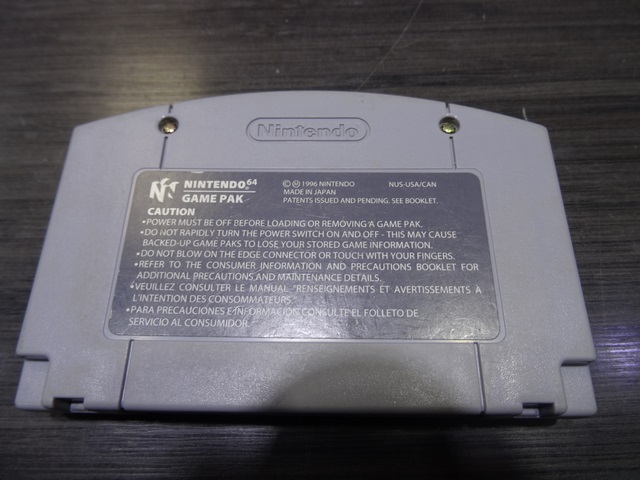 Nintendo
NINTENDO64 GAME PAK
© Ⓜ 1996 NINTENDO NUS-USA/CAN
MADE IN JAPAN
PATENTS ISSUED AND PENDING. SEE BOOKLET.
CAUTION
•POWER MUST BE OFF BEFORE LOADING OR REMOVING A GAME PAK.
•DO NOT RAPIDLY TURN THE POWER SWITCH ON AND OFF - THIS MAY CAUSE
BACKED-UP GAME PAKS TO LOSE YOUR STORED GAME INFORMATION.
•DO NOT BLOW ON THE EDGE CONNECTOR OR TOUCH WITH YOUR FINGERS.
•REFER TO THE CONSUMER INFORMATION AND PRECAUTIONS BOOKLET FOR
ADDITIONAL PRECAUTIONS AND MAINTENANCE DETAILS.
•VEUILLEZ CONSULTER LE MANUAL "RENSEIGNEMENTS ET AVERTISSEMENTS A
L'INTENTION DES CONSOMMATEURS."
•PARA PRECAUCIONES E INFORMACION CONSULTE EL FOLLETO DE
SERVICIO AL CONSUMIDOR.